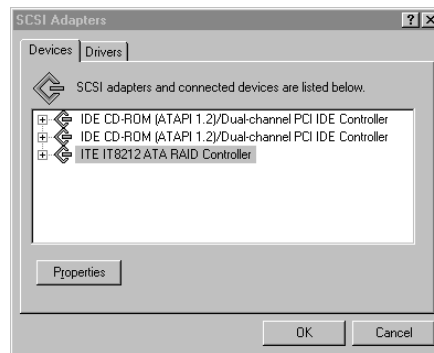 SCSI Adapters
Devices
Drivers
SCSI adapters and connected devices are listed below.
IDE CD-ROM (ATAPI 1.2)/Dual-channel PCI IDE Controller
IDE CD-ROM (ATAPI 1.2)/Dual-channel PCI IDE Controller
ITE IT8212 ATA RAID Controller
Properties
OK
Cancel